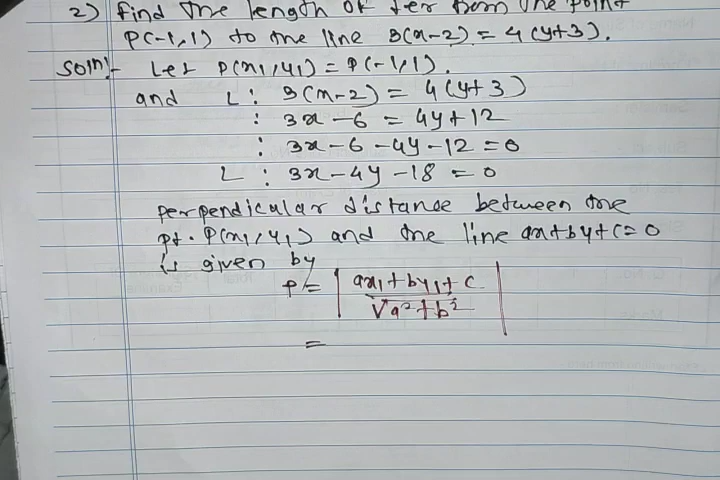 2) Find the length of per from the point
P(-1,1) to the line 3(x-2) = 4(y+3).
Soln:- Let P(x₁,y₁) = P(-1,1).
and L : 3(x-2) = 4(y+3)
: 3x - 6 = 4y + 12
: 3x - 6 - 4y - 12 = 0
L : 3x - 4y - 18 = 0
perpendicular distance between the
pt. P(x₁,y₁) and the line ax+by+c=0
is given by
P = | ax₁ + by₁ + c / √a² + b² |
=